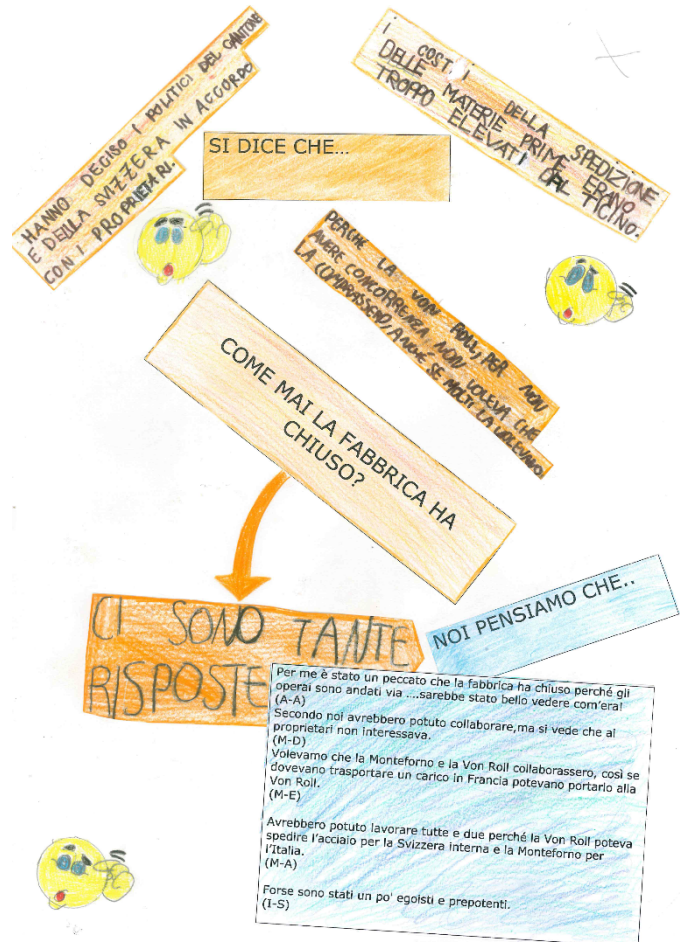 HANNO DECISO I POLITICI DEL CANTONE
E DELLA SVIZZERA IN ACCORDO
CON I PROPRIETARI.
I COSTI DELLA SPEDIZIONE
DELLE MATERIE PRIME ERANO
TROPPO ELEVATI DAL TICINO.
SI DICE CHE...
PERCHÉ LA VON ROLL, PER NON
AVERE CONCORRENZA, NON VOLEVA CHE
LA COMPRASSERO, ANCHE SE MOLTI LA VOLEVANO
COME MAI LA FABBRICA HA
CHIUSO?
CI SONO TANTE
RISPOSTE
NOI PENSIAMO CHE..
Per me è stato un peccato che la fabbrica ha chiuso perché gli
operai sono andati via ....sarebbe stato bello vedere com'era!
(A-A)
Secondo noi avrebbero potuto collaborare,ma si vede che ai
proprietari non interessava.
(M-D)
Volevamo che la Monteforno e la Von Roll collaborassero, così se
dovevano trasportare un carico in Francia potevano portarlo alla
Von Roll.
(M-E)
Avrebbero potuto lavorare tutte e due perché la Von Roll poteva
spedire l'acciaio per la Svizzera interna e la Monteforno per
l'Italia.
(M-A)
Forse sono stati un po' egoisti e prepotenti.
(I-S)